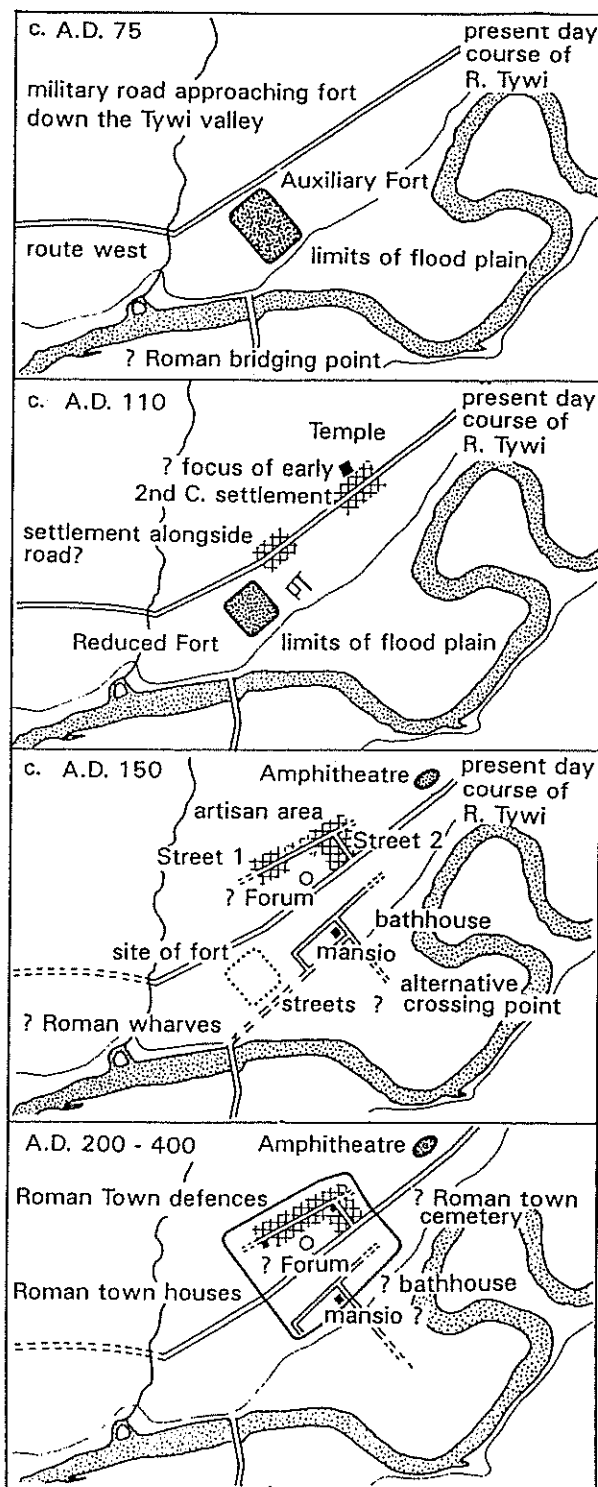 c. A.D. 75
present day
course of
R. Tywi
military road approaching fort
down the Tywi valley
Auxiliary Fort
route west
limits of flood plain
? Roman bridging point
c. A.D. 110
present day
course of
R. Tywi
Temple
? focus of early
2nd C. settlement
settlement alongside
road?
Reduced Fort
limits of flood plain
c. A.D. 150
Amphitheatre
present day
course of
R. Tywi
artisan area
Street 1
Street 2
? Forum
bathhouse
site of fort
mansio
streets
? alternative
crossing point
? Roman wharves
A.D. 200 - 400
Amphitheatre
Roman Town defences
? Roman town
cemetery
? Forum
Roman town houses
? bathhouse
mansio ?